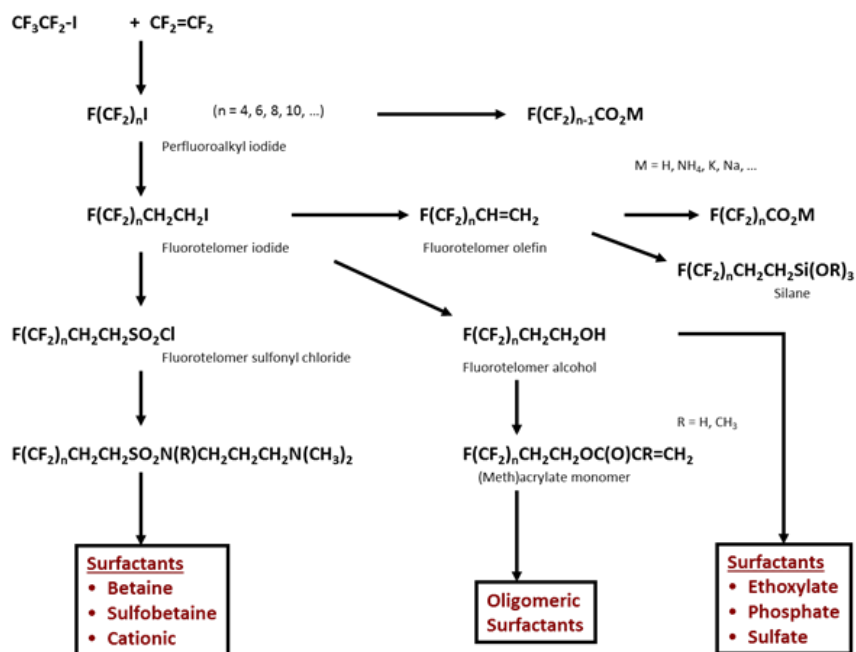 CF₃CF₂-I + CF₂=CF₂
F(CF₂)ₙI (n = 4, 6, 8, 10, ...) F(CF₂)ₙ₋₁CO₂M
Perfluoroalkyl iodide
M = H, NH₄, K, Na, ...
F(CF₂)ₙCH₂CH₂I F(CF₂)ₙCH=CH₂ F(CF₂)ₙCO₂M
Fluorotelomer iodide Fluorotelomer olefin
F(CF₂)ₙCH₂CH₂Si(OR)₃
Silane
F(CF₂)ₙCH₂CH₂SO₂Cl F(CF₂)ₙCH₂CH₂OH
Fluorotelomer sulfonyl chloride Fluorotelomer alcohol
R = H, CH₃
F(CF₂)ₙCH₂CH₂SO₂N(R)CH₂CH₂CH₂N(CH₃)₂ F(CF₂)ₙCH₂CH₂OC(O)CR=CH₂
(Meth)acrylate monomer
Surfactants
• Betaine
• Sulfobetaine
• Cationic
Oligomeric
Surfactants
Surfactants
• Ethoxylate
• Phosphate
• Sulfate